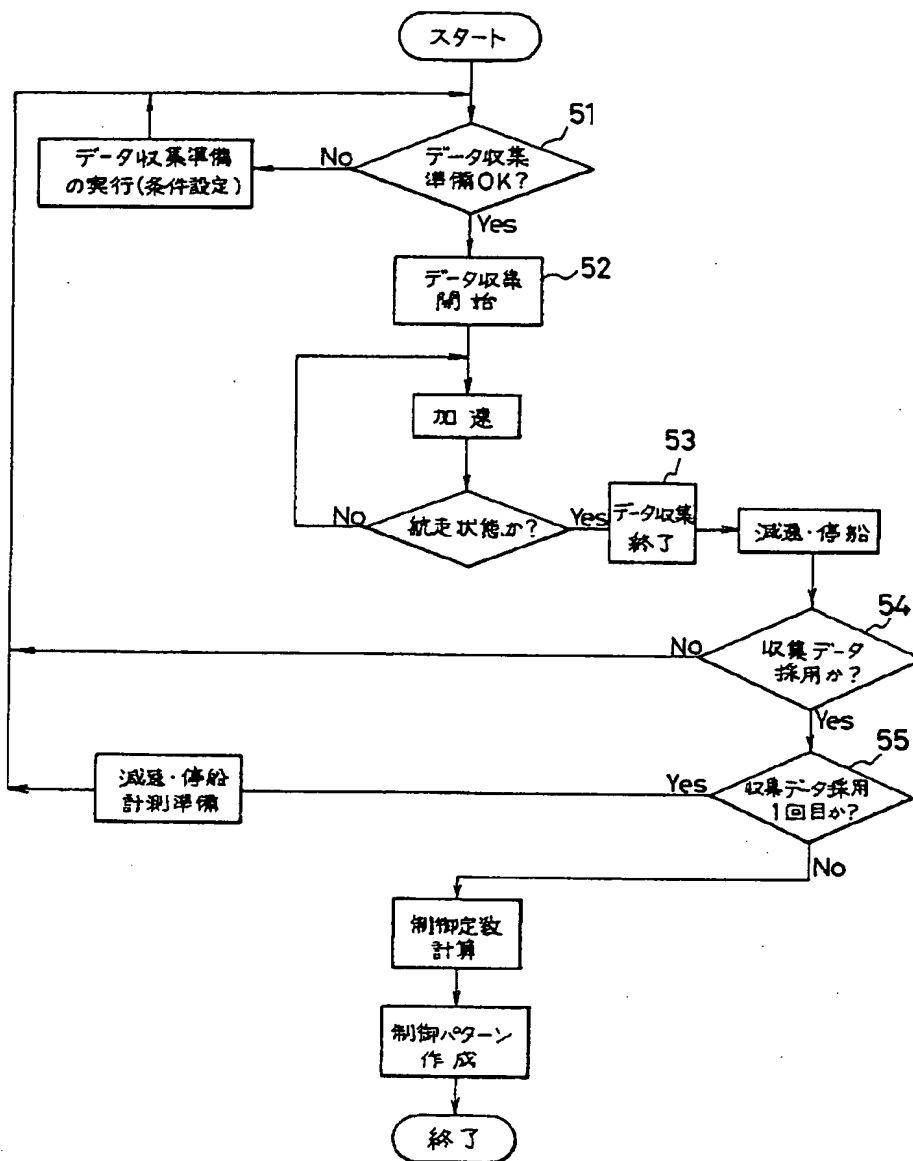 スタート
51
データ収集
準備OK?
No
データ収集準備
の実行(条件設定)
Yes
データ収集
開始
52
加速
航走状態か?
No
Yes
53
データ収集
終了
減速・停船
54
収集データ
採用か?
No
Yes
55
収集データ採用
1回目か?
Yes
減速・停船
計測準備
No
制御定数
計算
制御パターン
作成
終了